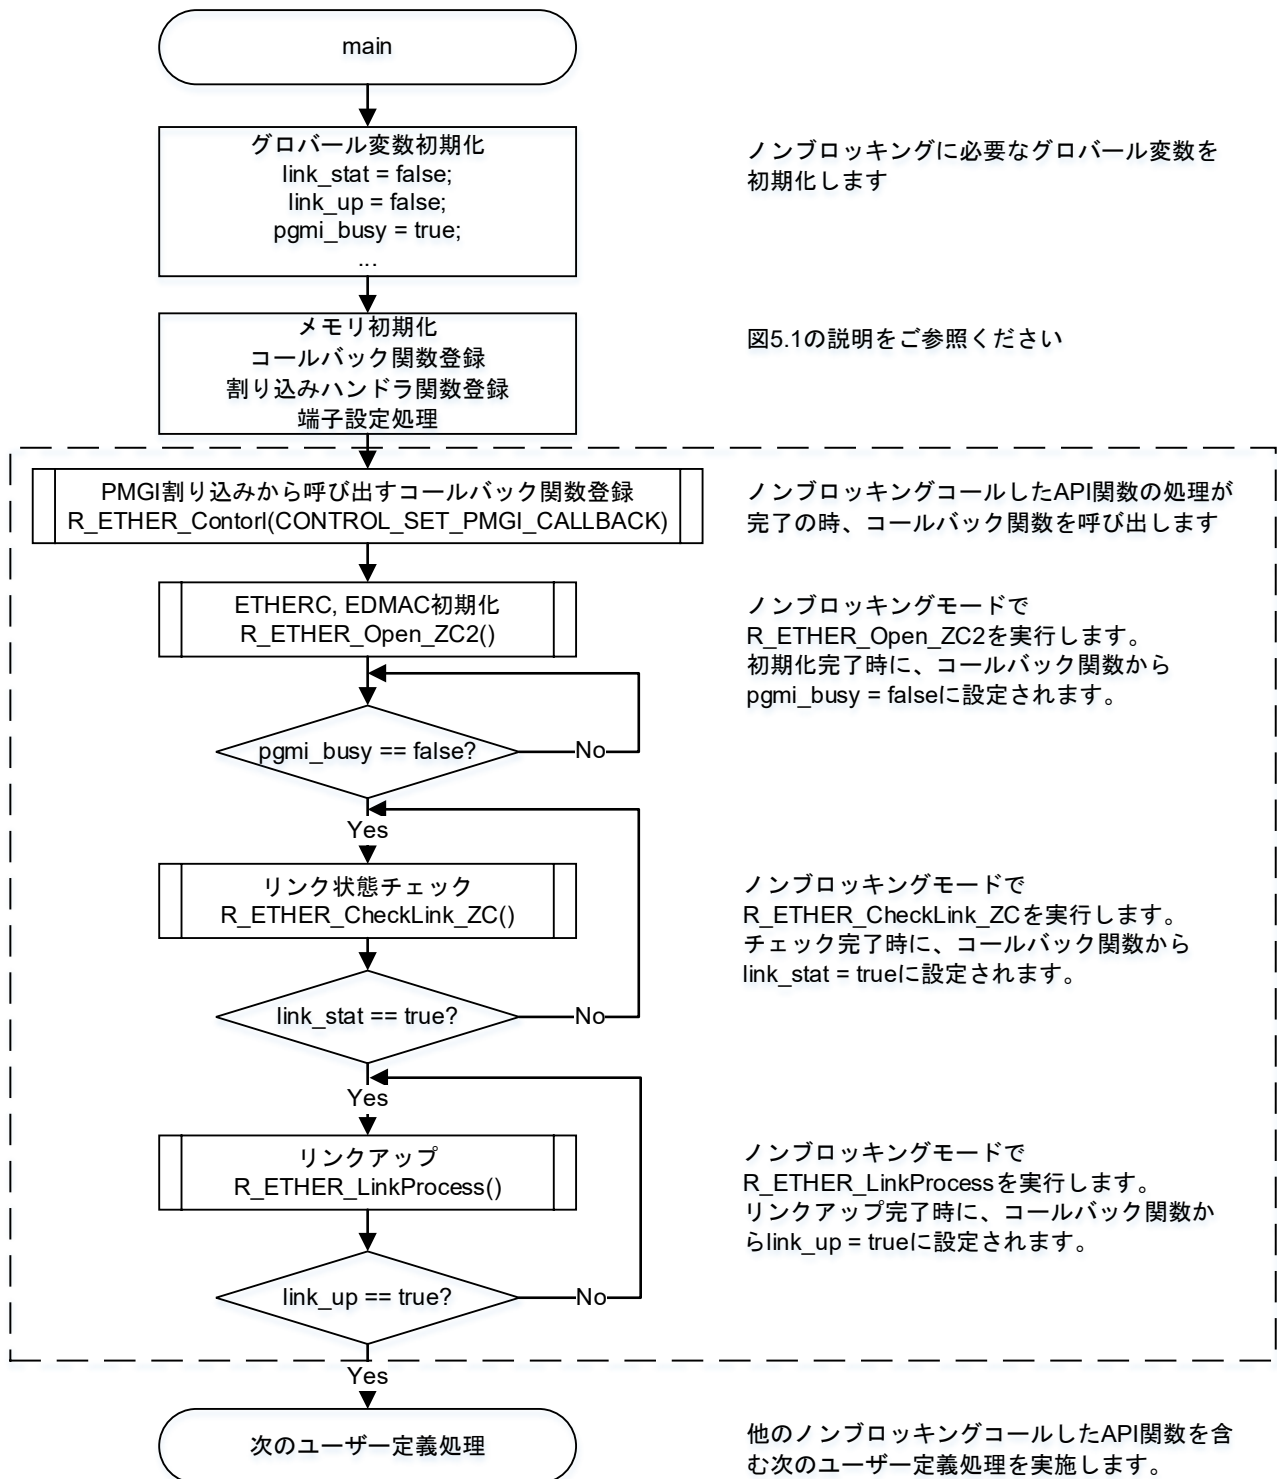 main
グロバール変数初期化
link_stat = false;
link_up = false;
pgmi_busy = true;
...
ノンブロッキングに必要なグロバール変数を
初期化します
メモリ初期化
コールバック関数登録
割り込みハンドラ関数登録
端子設定処理
図5.1の説明をご参照ください
PMGI割り込みから呼び出すコールバック関数登録
R_ETHER_Contorl(CONTROL_SET_PMGI_CALLBACK)
ノンブロッキングコールしたAPI関数の処理が
完了の時、コールバック関数を呼び出します
ETHERC, EDMAC初期化
R_ETHER_Open_ZC2()
ノンブロッキングモードで
R_ETHER_Open_ZC2を実行します。
初期化完了時に、コールバック関数から
pgmi_busy = falseに設定されます。
pgmi_busy == false?
No
Yes
リンク状態チェック
R_ETHER_CheckLink_ZC()
ノンブロッキングモードで
R_ETHER_CheckLink_ZCを実行します。
チェック完了時に、コールバック関数から
link_stat = trueに設定されます。
link_stat == true?
No
Yes
リンクアップ
R_ETHER_LinkProcess()
ノンブロッキングモードで
R_ETHER_LinkProcessを実行します。
リンクアップ完了時に、コールバック関数か
らlink_up = trueに設定されます。
link_up == true?
No
Yes
次のユーザー定義処理
他のノンブロッキングコールしたAPI関数を含
む次のユーザー定義処理を実施します。